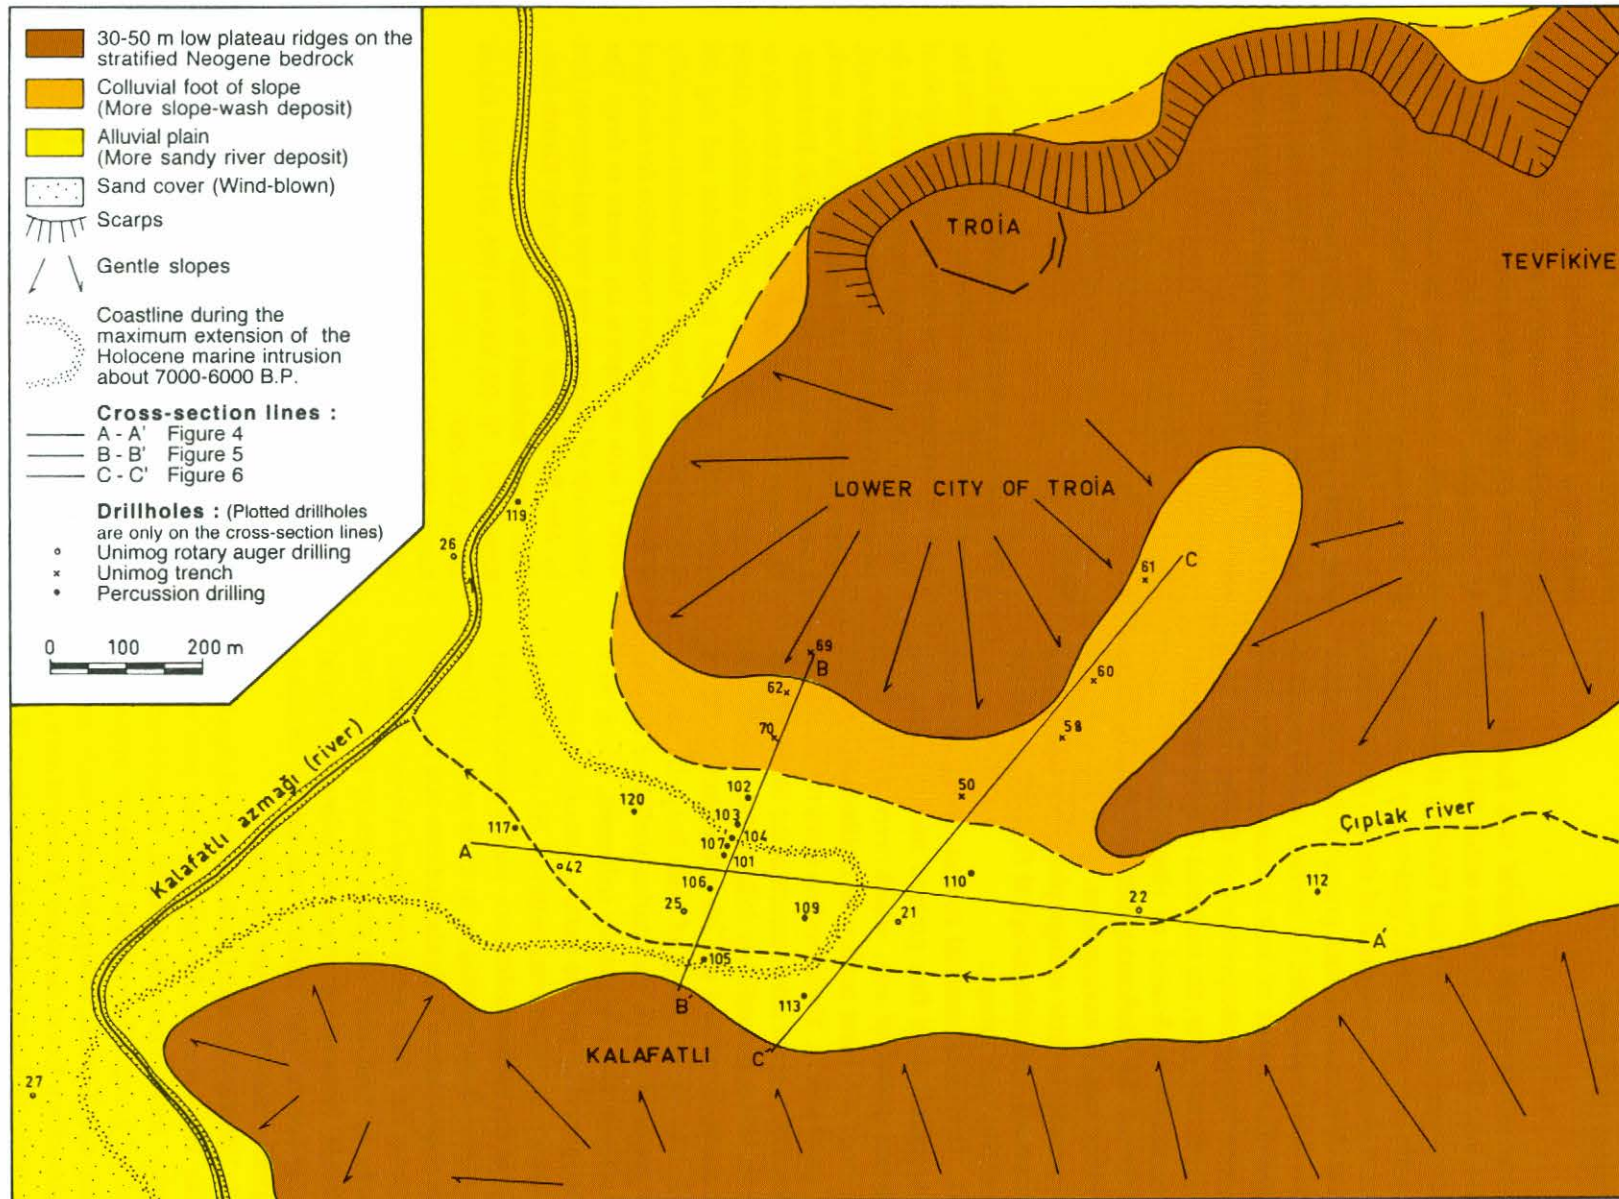 30-50 m low plateau ridges on the
stratified Neogene bedrock
Colluvial foot of slope
(More slope-wash deposit)
Alluvial plain
(More sandy river deposit)
Sand cover (Wind-blown)
Scarps
Gentle slopes
Coastline during the
maximum extension of the
Holocene marine intrusion
about 7000-6000 B.P.
Cross-section lines :
A - A' Figure 4
B - B' Figure 5
C - C' Figure 6
Drillholes : (Plotted drillholes
are only on the cross-section lines)
Unimog rotary auger drilling
Unimog trench
Percussion drilling
0 100 200 m
TROİA
TEVFİKİYE
LOWER CITY OF TROİA
119
26
C
61
69
B
62
60
70
58
Kalafatlı azmağı (river)
102
50
120
103
Çıplak river
117
104
107
A
101
42
110
106
112
25
109
21
22
A'
105
B'
113
KALAFATLI
C'
27